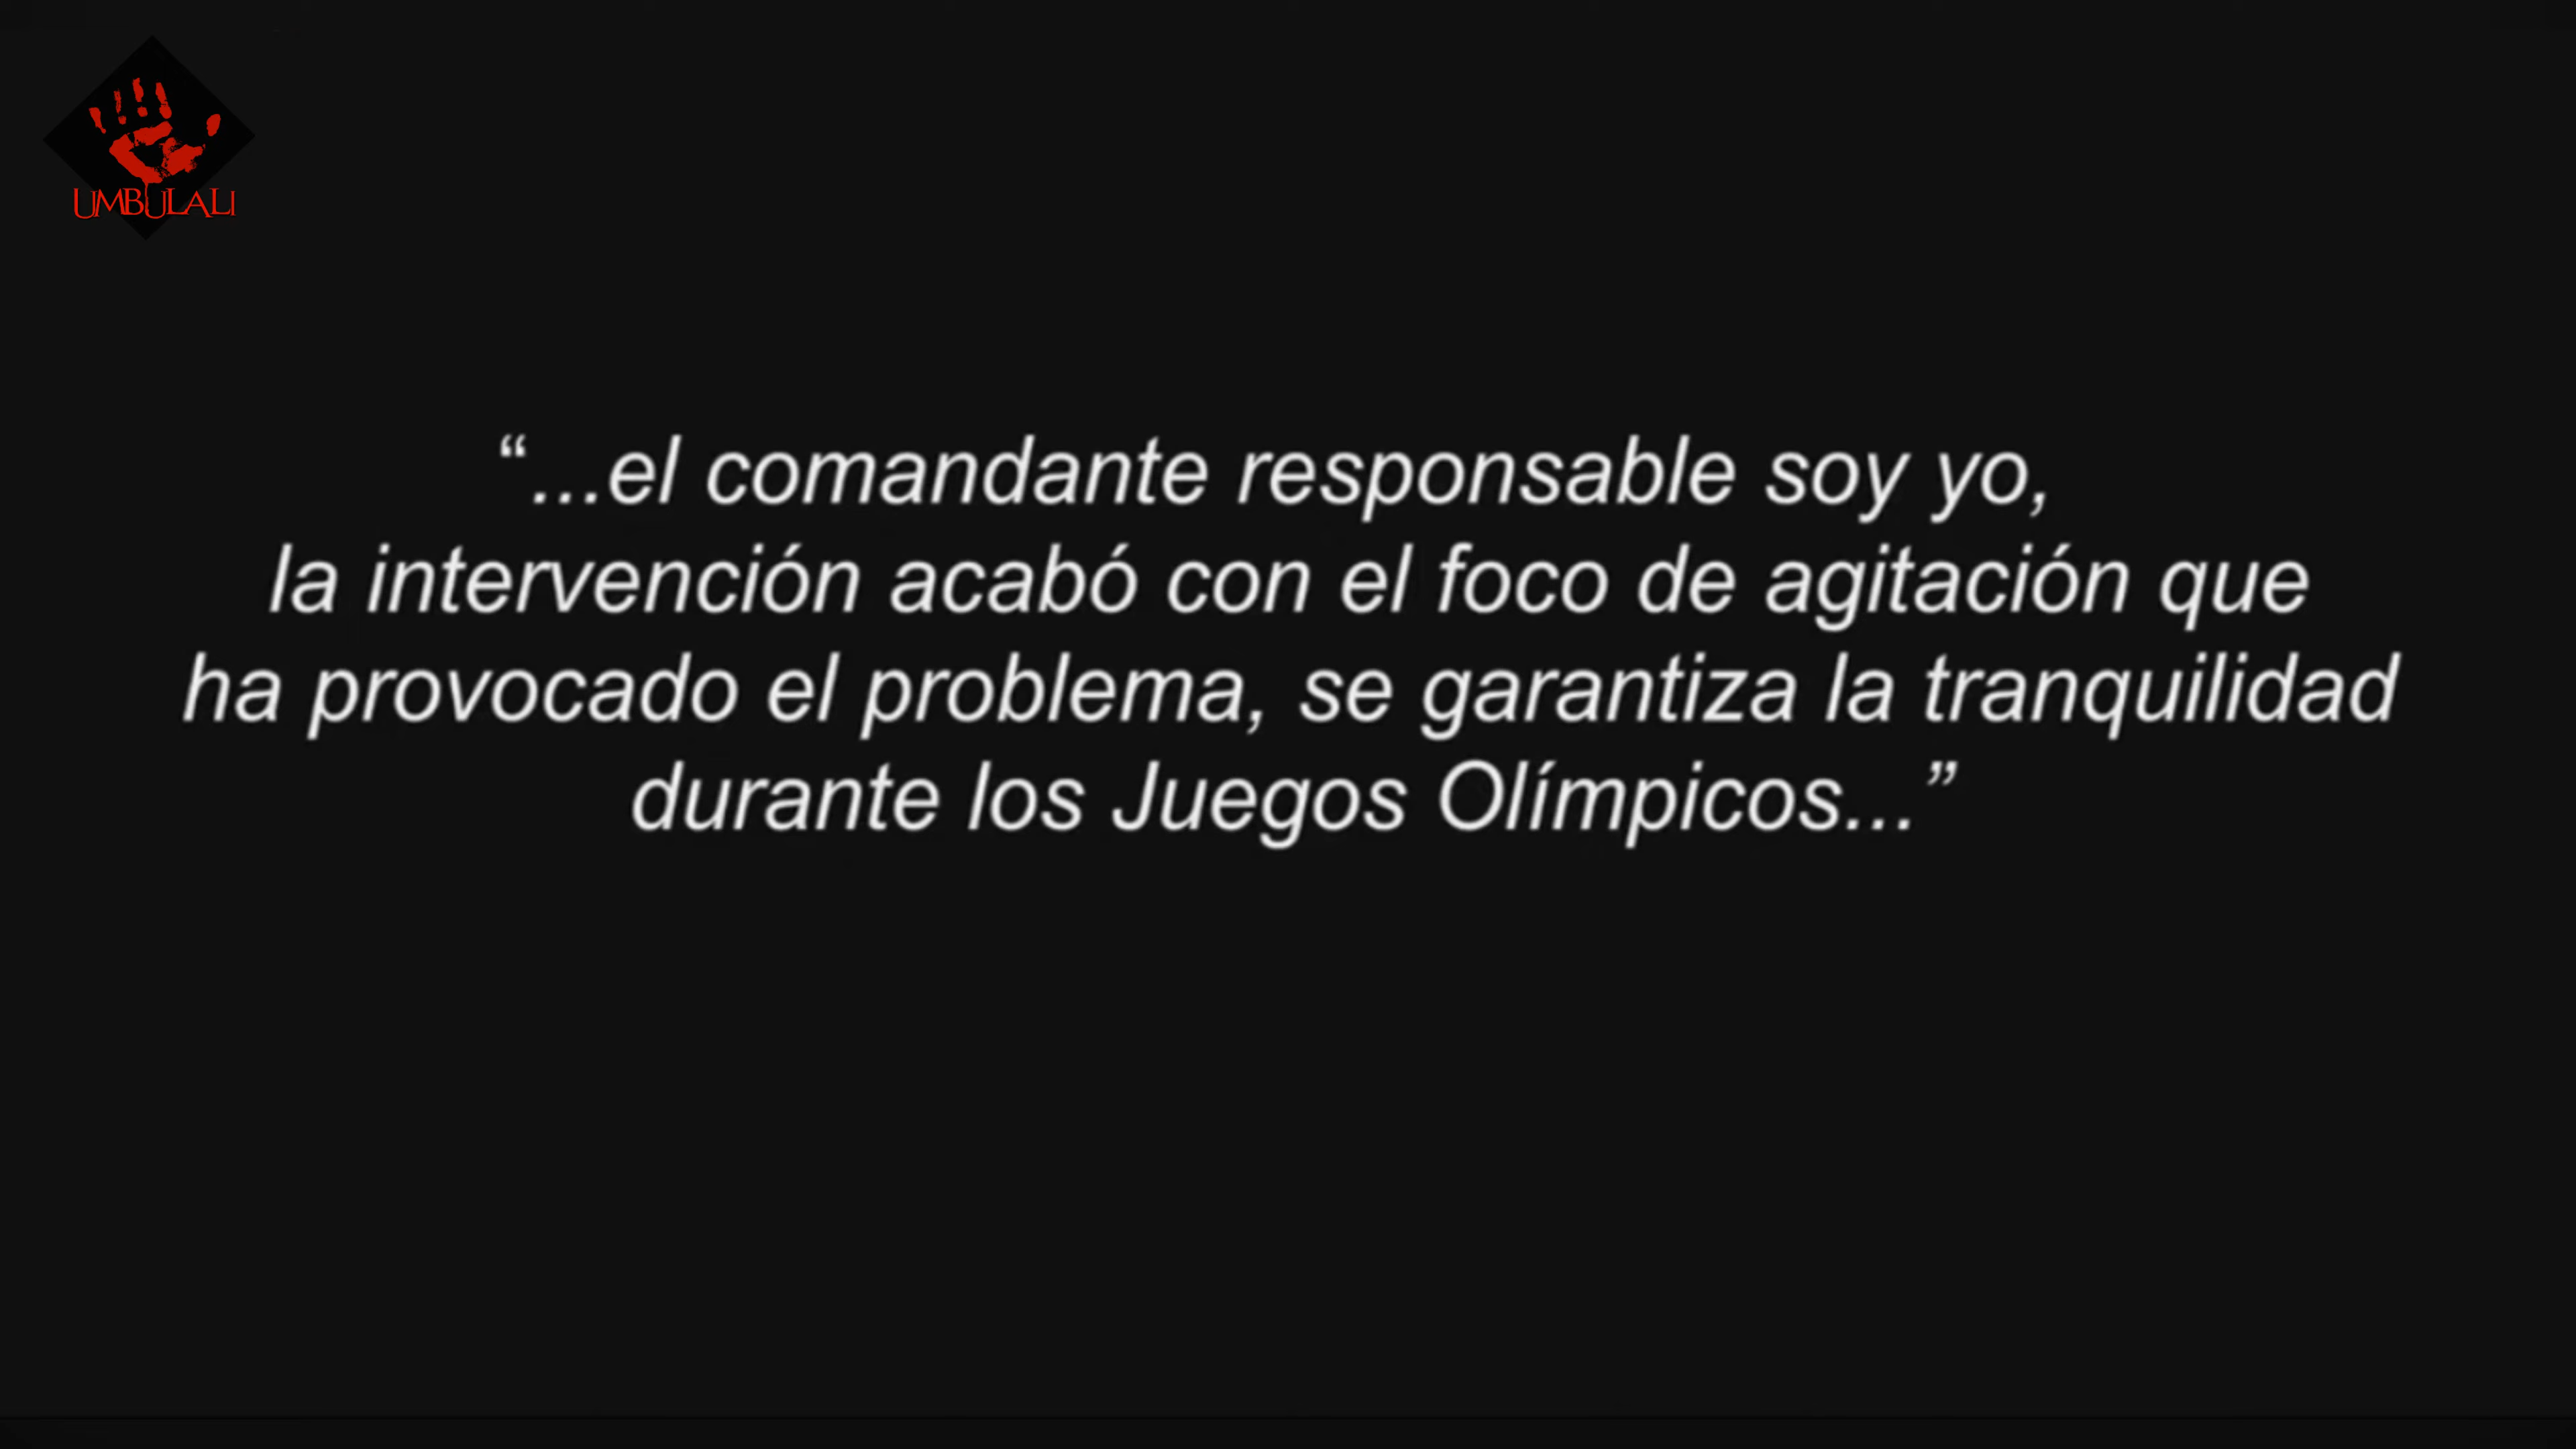 UMBULALI
“...el comandante responsable soy yo,
la intervención acabó con el foco de agitación que
ha provocado el problema, se garantiza la tranquilidad
durante los Juegos Olímpicos...”